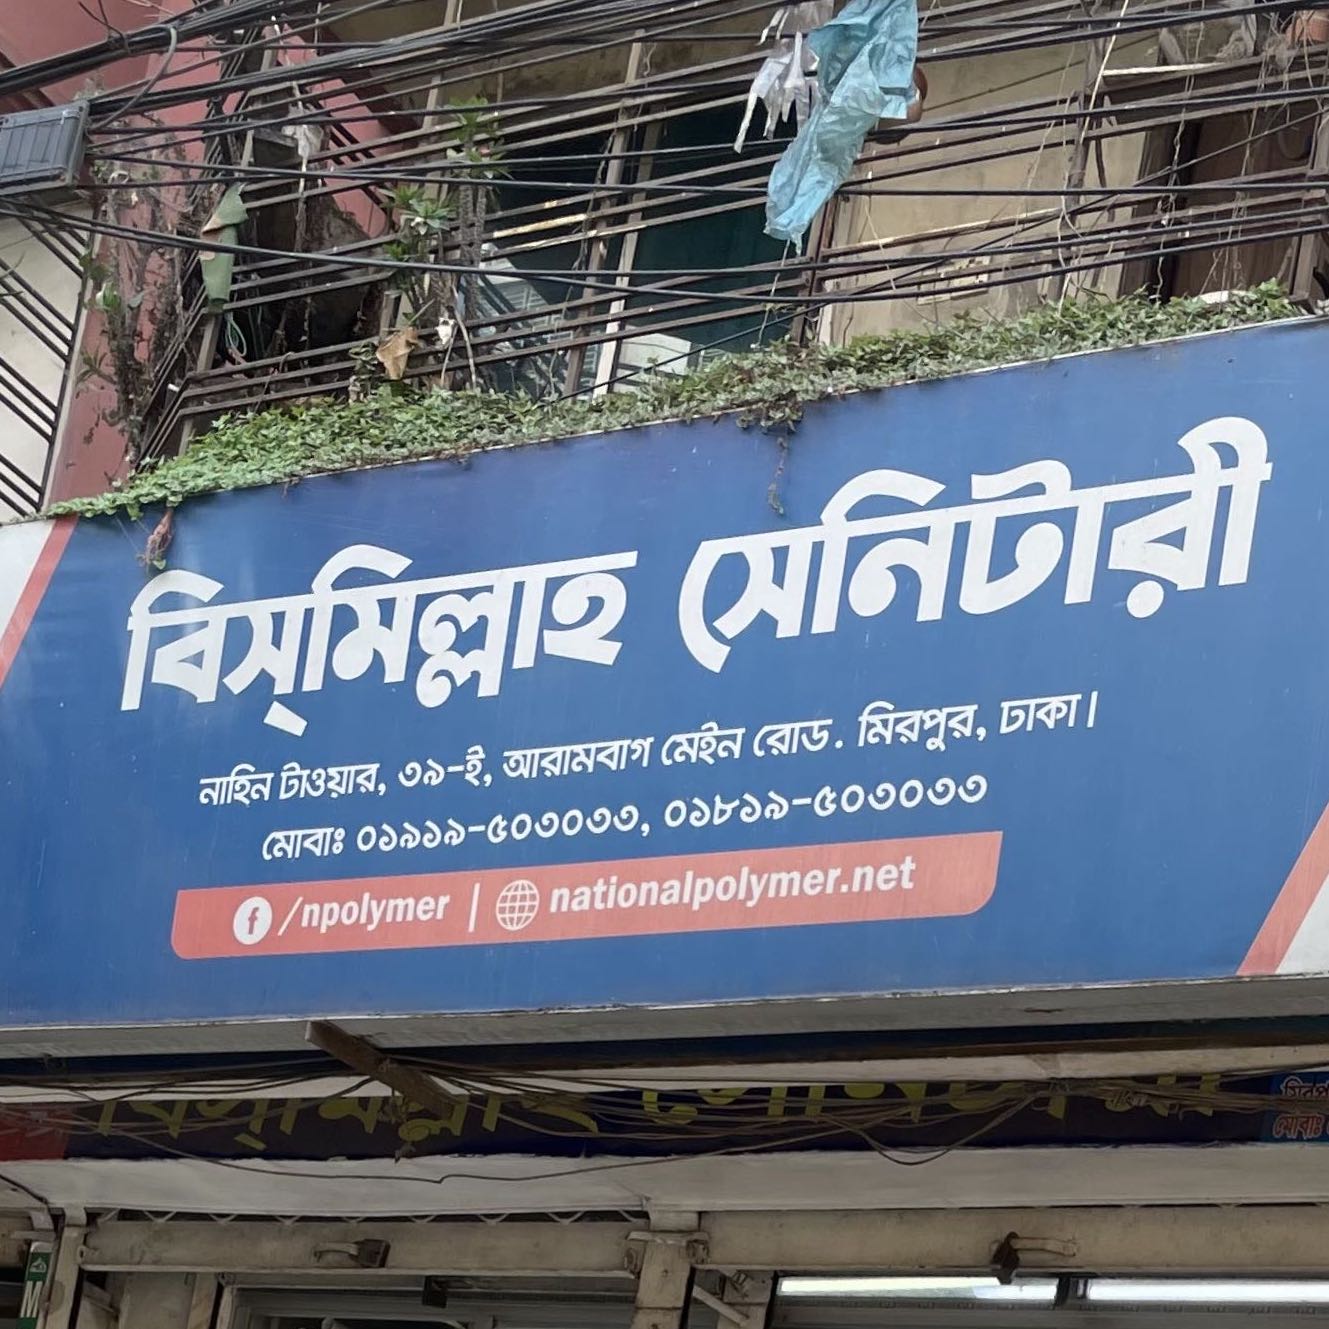 বিস্‌মিল্লাহ সেনিটারী
নাহিন টাওয়ার, ৩৯-ই, আরামবাগ মেইন রোড. মিরপুর, ঢাকা।
মোবাঃ ০১৯১৯-৫০৩০৩৩, ০১৮১৯-৫০৩০৩৩
/npolymer | nationalpolymer.net
বিস্‌মিল্লাহ সেনিটারী